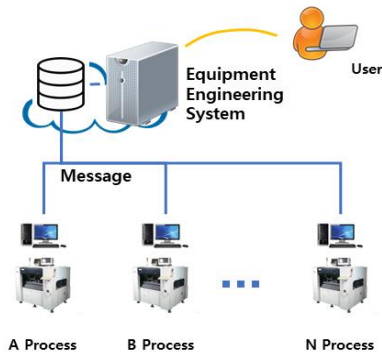 User
Equipment
Engineering
System
Message
A Process
B Process
N Process